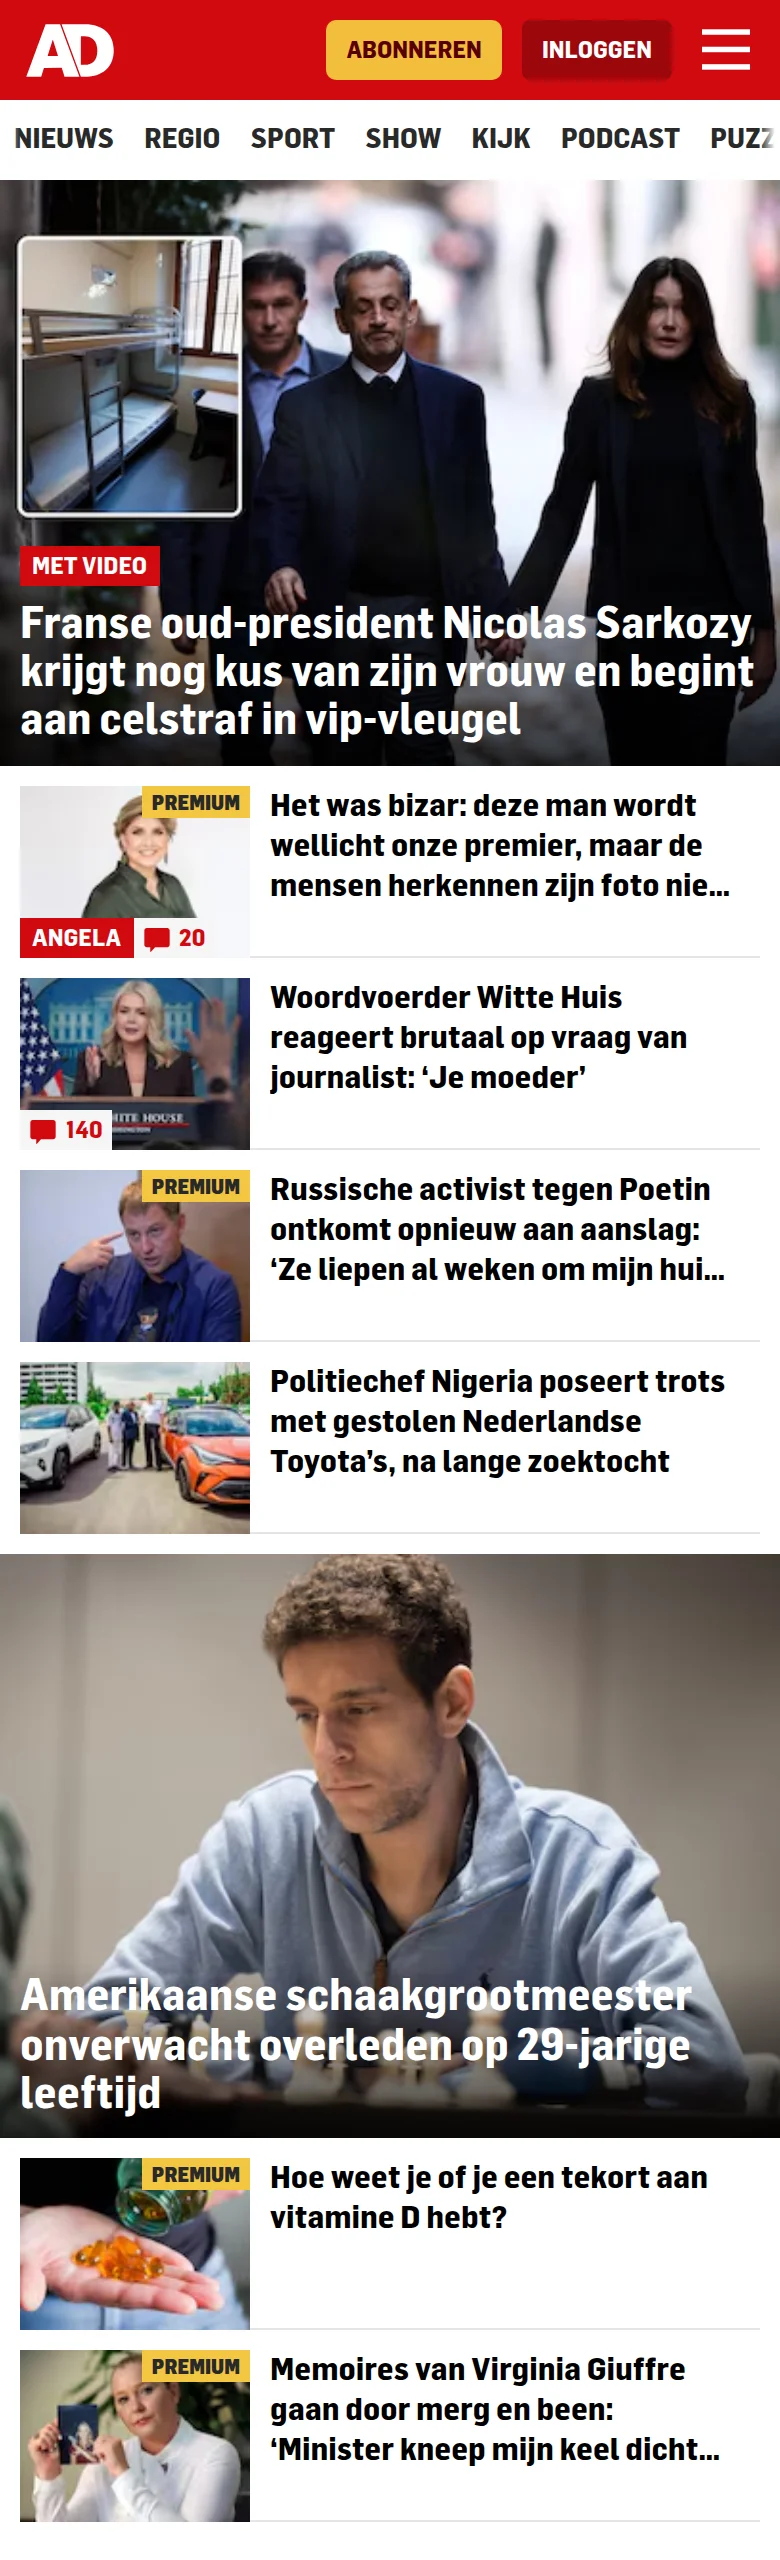 AD
ABONNEREN
INLOGGEN
NIEUWS REGIO SPORT SHOW KIJK PODCAST PUZZ
MET VIDEO
Franse oud-president Nicolas Sarkozy
krijgt nog kus van zijn vrouw en begint
aan celstraf in vip-vleugel
PREMIUM
ANGELA
20
Het was bizar: deze man wordt
wellicht onze premier, maar de
mensen herkennen zijn foto nie...
140
Woordvoerder Witte Huis
reageert brutaal op vraag van
journalist: ‘Je moeder’
PREMIUM
Russische activist tegen Poetin
ontkomt opnieuw aan aanslag:
‘Ze liepen al weken om mijn hui...
Politiechef Nigeria poseert trots
met gestolen Nederlandse
Toyota’s, na lange zoektocht
Amerikaanse schaakgrootmeester
onverwacht overleden op 29-jarige
leeftijd
PREMIUM
Hoe weet je of je een tekort aan
vitamine D hebt?
PREMIUM
Memoires van Virginia Giuffre
gaan door merg en been:
‘Minister kneep mijn keel dicht...